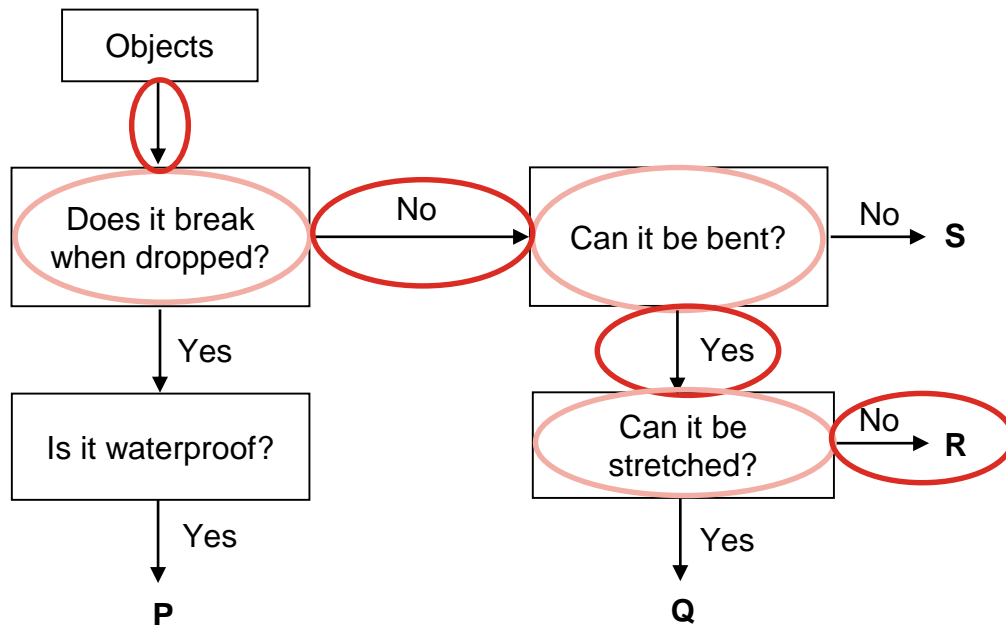 Objects
Does it break
when dropped?
No
Can it be bent?
No
S
Yes
Yes
Is it waterproof?
Can it be
stretched?
No
R
Yes
Yes
P
Q